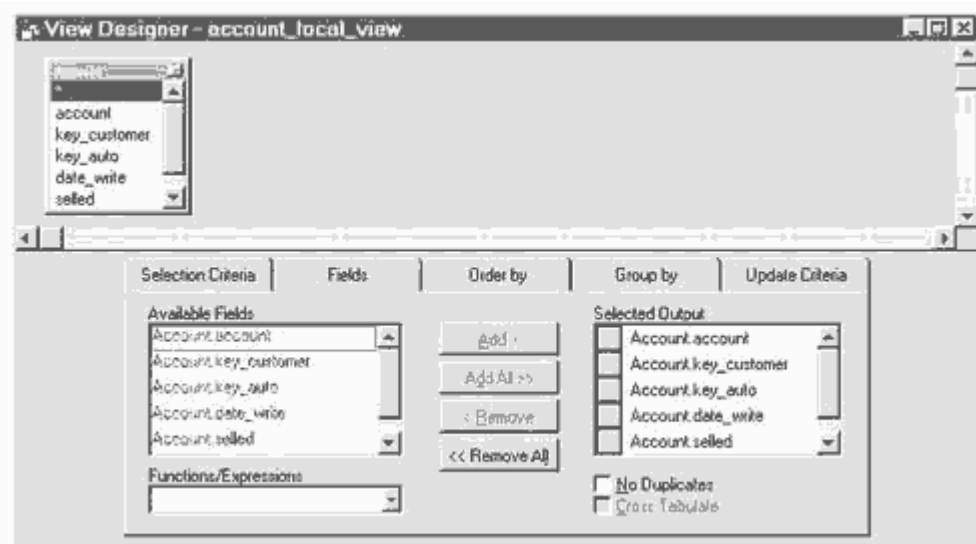 View Designer - account_local_view
*
account
key_customer
key_auto
date_write
selled
Selection Criteria
Fields
Order by
Group by
Update Criteria
Available Fields
Selected Output
Account.account
Account.key_customer
Account.key_auto
Account.date_write
Account.selled
Add >
Add All >>
< Remove
<< Remove All
Account.account
Account.key_customer
Account.key_auto
Account.date_write
Account.selled
Functions/Expressions
No Duplicates
Cross Tabulate